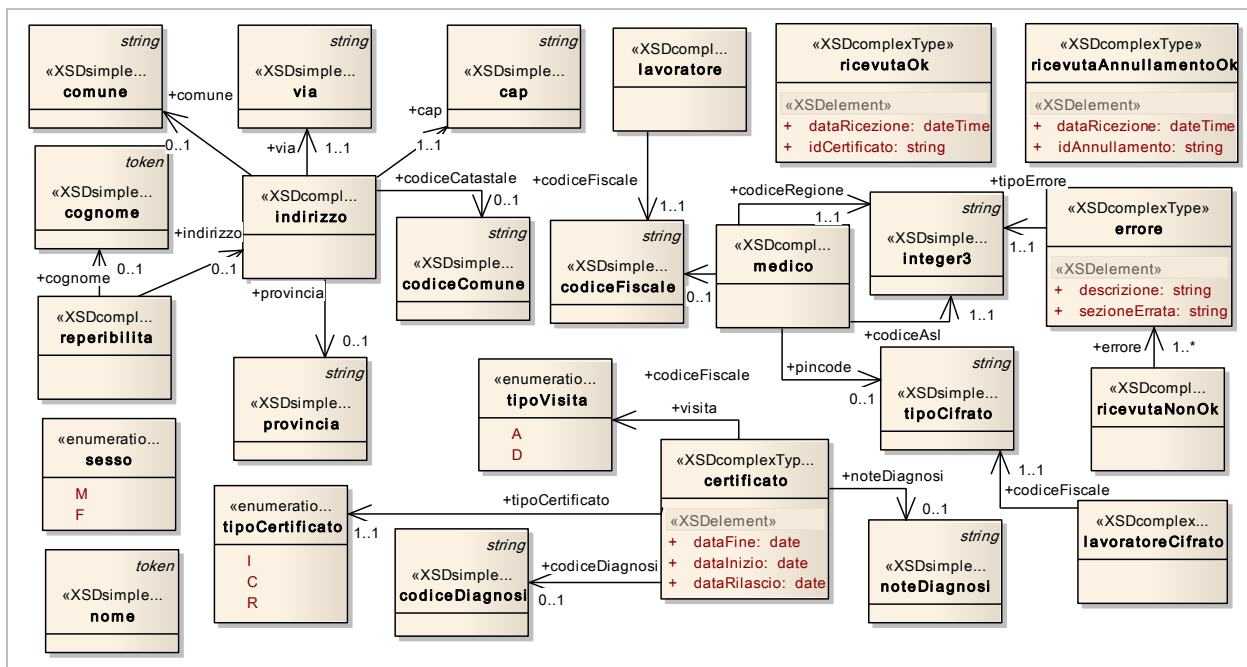 string
«XSDsimple...
comune
string
«XSDsimple...
via
string
«XSDsimple...
cap
«XSDcompl...
lavoratore
«XSDcomplexType»
ricevutaOk
«XSDelement»
+ dataRicezione: dateTime
+ idCertificato: string
«XSDcomplexType»
ricevutaAnnullamentoOk
«XSDelement»
+ dataRicezione: dateTime
+ idAnnullamento: string
+comune
0..1
+via
1..1
+cap
1..1
token
«XSDsimple...
cognome
«XSDcompl...
indirizzo
+codiceCatastale
0..1
+codiceFiscale
1..1
+codiceRegione
1..1
+tipoErrore
1..1
+indirizzo
0..1
+cognome
0..1
string
«XSDsimple...
codiceComune
string
«XSDsimple...
codiceFiscale
0..1
«XSDcompl...
medico
string
«XSDsimple...
integer3
«XSDcomplexType»
errore
«XSDelement»
+ descrizione: string
+ sezioneErrata: string
«XSDcompl...
reperibilita
+provincia
0..1
+codiceAsl
1..1
+errore
1..*
+pincode
0..1
+codiceFiscale
string
«XSDsimple...
provincia
«enumeratio...
tipoVisita
A
D
+visita
string
«XSDsimple...
tipoCifrato
«XSDcompl...
ricevutaNonOk
«enumeratio...
sesso
M
F
«XSDcomplexTyp...
certificato
«XSDelement»
+ dataFine: date
+ dataInizio: date
+ dataRilascio: date
+noteDiagnosi
0..1
1..1
+codiceFiscale
+tipoCertificato
1..1
«enumeratio...
tipoCertificato
I
C
R
string
«XSDsimple...
codiceDiagnosi
+codiceDiagnosi
0..1
string
«XSDsimple...
noteDiagnosi
«XSDcomplex...
lavoratoreCifrato
token
«XSDsimple...
nome